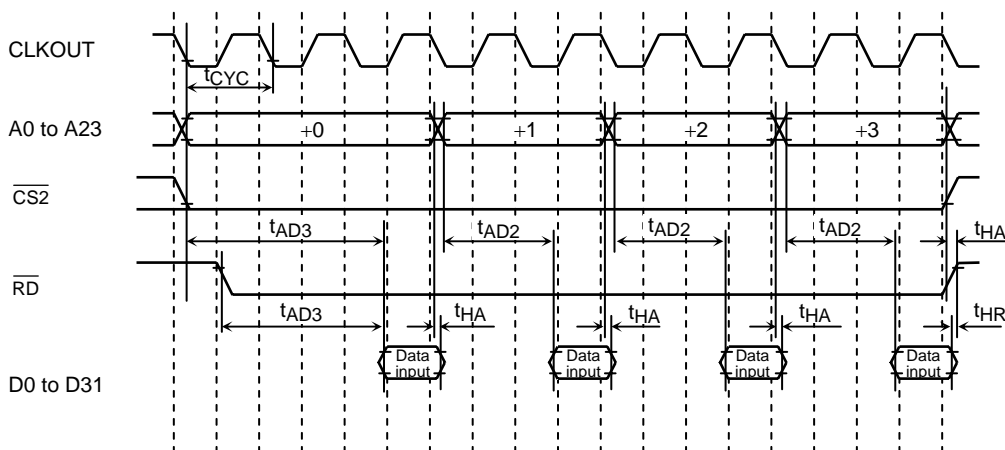 CLKOUT
tCYC
A0 to A23
+0
+1
+2
+3
CS2
tAD3
tAD2
tAD2
tAD2
tHA
RD
tAD3
tHA
tHA
tHA
tHR
D0 to D31
Data
input
Data
input
Data
input
Data
input